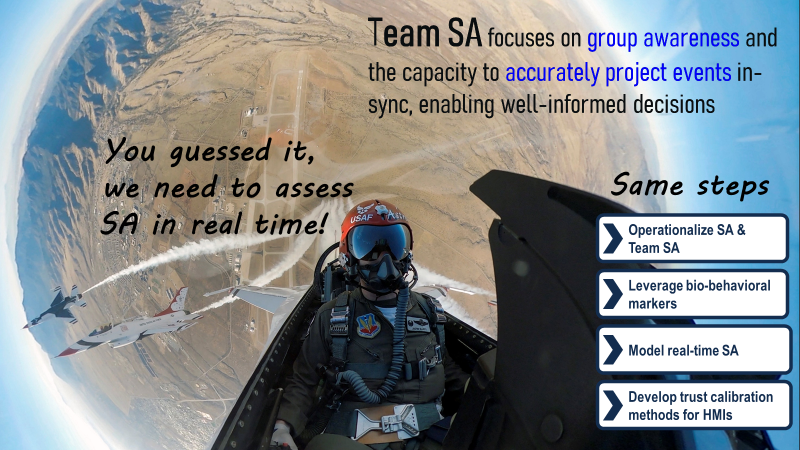 Team SA focuses on group awareness and
the capacity to accurately project events in-
sync, enabling well-informed decisions
You guessed it,
we need to assess
SA in real time!
Same steps
Operationalize SA &
Team SA
Leverage bio-behavioral
markers
Model real-time SA
Develop trust calibration
methods for HMIs
USAF